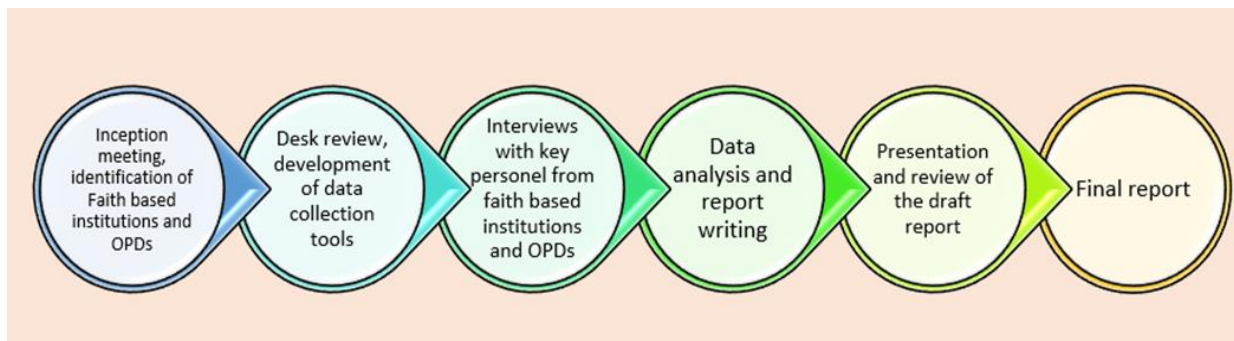 Inception
meeting,
identification of
Faith based
institutions and
OPDs
Desk review,
development
of data
collection
tools
Interviews
with key
personel from
faith based
institutions
and OPDs
Data
analysis and
report
writing
Presentation
and review of
the draft
report
Final report